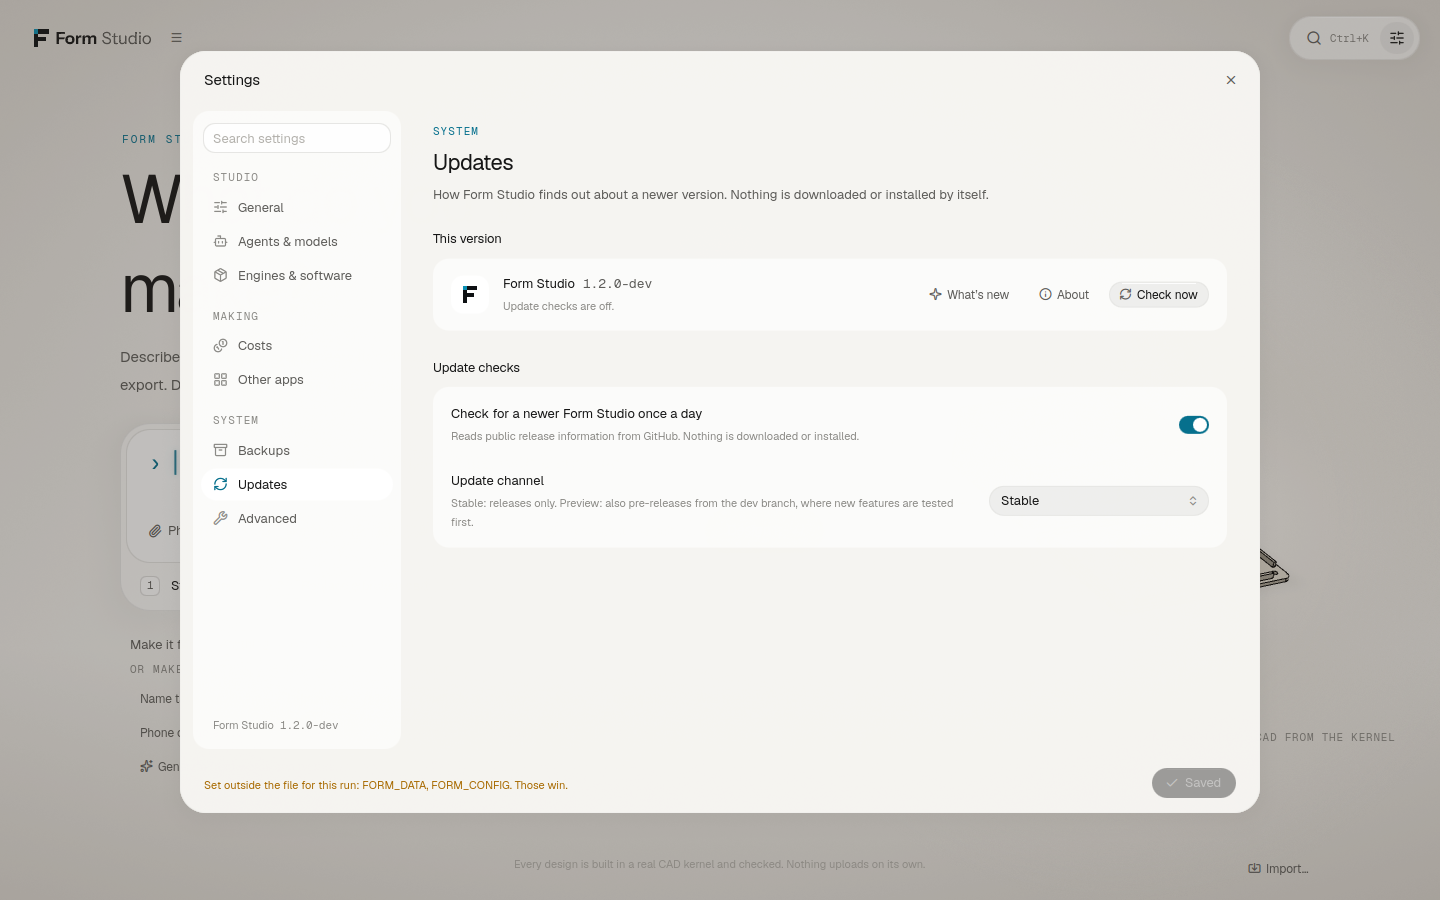 Form Studio
Ctrl+K
Settings
Search settings
STUDIO
General
Agents & models
Engines & software
MAKING
Costs
Other apps
SYSTEM
Backups
Updates
Advanced
Form Studio 1.2.0-dev
SYSTEM
Updates
How Form Studio finds out about a newer version. Nothing is downloaded or installed by itself.
This version
Form Studio 1.2.0-dev
Update checks are off.
What's new
About
Check now
Update checks
Check for a newer Form Studio once a day
Reads public release information from GitHub. Nothing is downloaded or installed.
Update channel
Stable: releases only. Preview: also pre-releases from the dev branch, where new features are tested
first.
Stable
Set outside the file for this run: FORM_DATA, FORM_CONFIG. Those win.
Saved
FORM ST
W
ma
Describe
export. D
Ph
1
S
Make it f
OR MAKE
Name t
Phone c
Gen
CAD FROM THE KERNEL
Every design is built in a real CAD kernel and checked. Nothing uploads on its own.
Import...